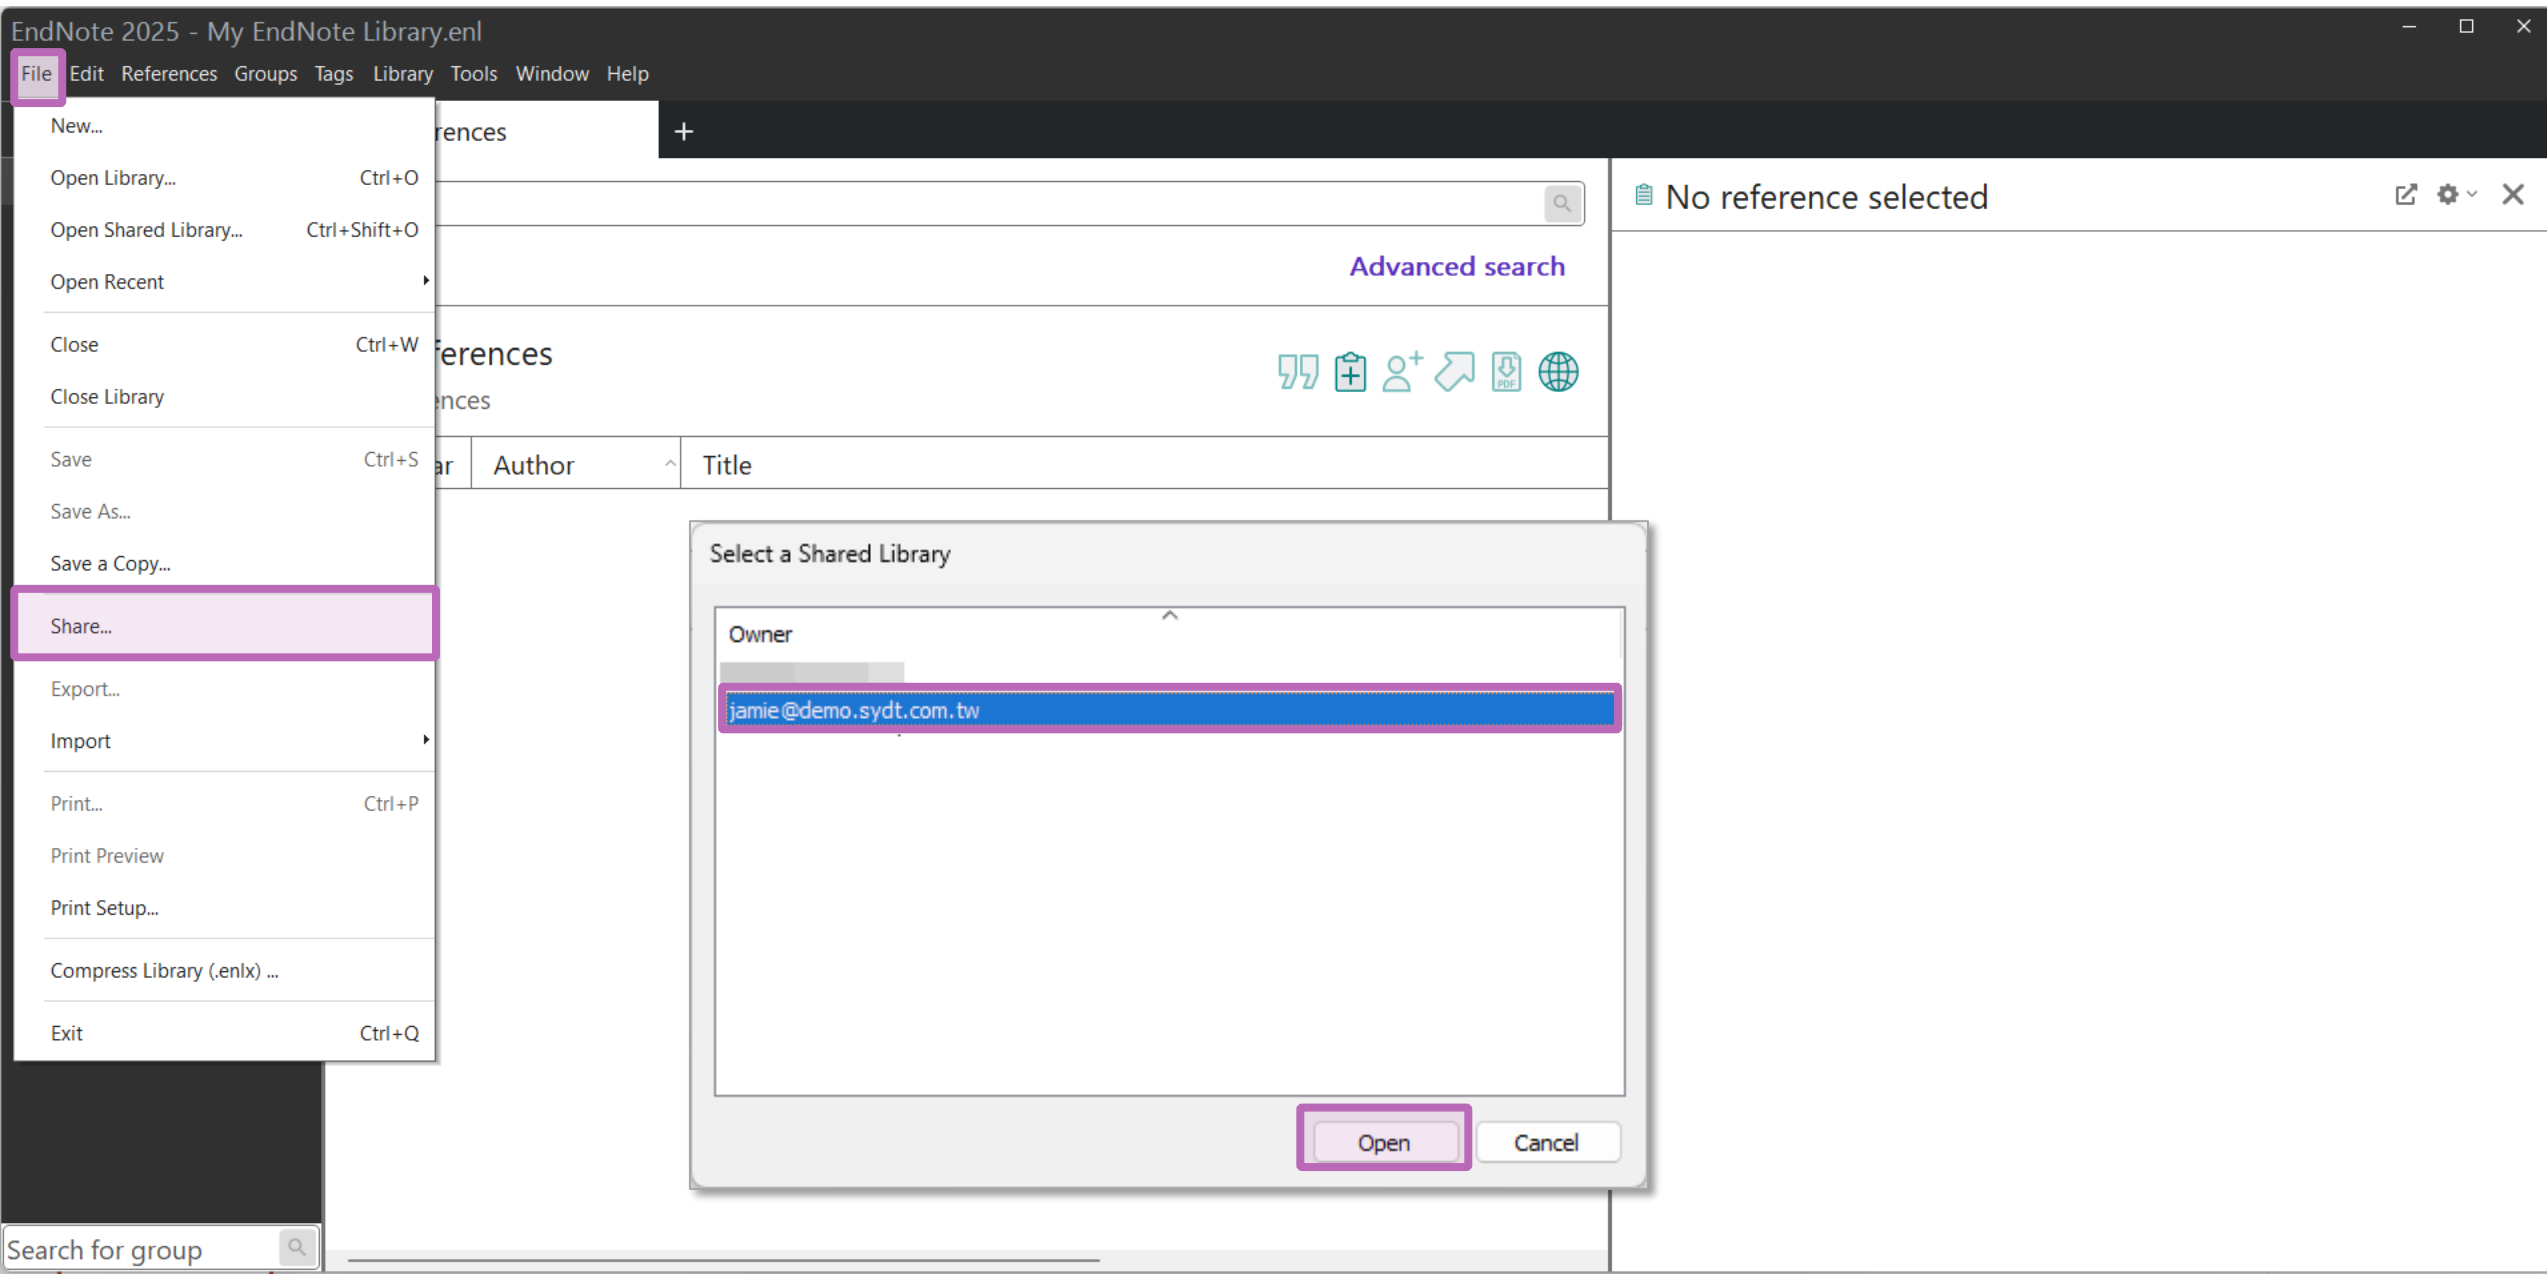 EndNote 2025 - My EndNote Library.enl
File Edit References Groups Tags Library Tools Window Help
New...
Open Library... Ctrl+O
Open Shared Library... Ctrl+Shift+O
Open Recent
Close Ctrl+W
Close Library
Save Ctrl+S
Save As...
Save a Copy...
Share...
Export...
Import
Print... Ctrl+P
Print Preview
Print Setup...
Compress Library (.enlx) ...
Exit Ctrl+Q
Search for group
rences
+
Advanced search
ferences
ences
PDF
ar Author Title
Select a Shared Library
Owner
jamie@demo.sydt.com.tw
Open Cancel
No reference selected